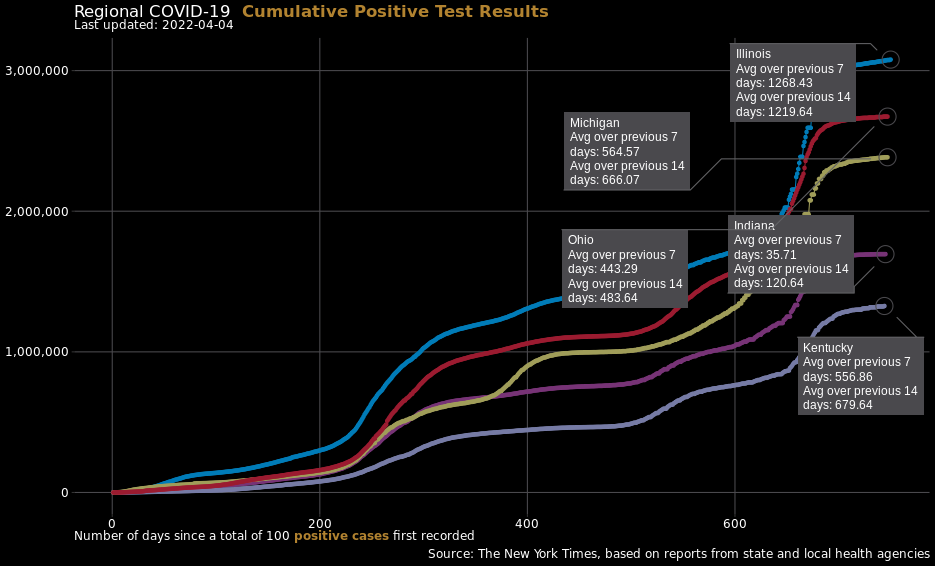 Regional COVID-19 Cumulative Positive Test Results
Last updated: 2022-04-04
3,000,000
2,000,000
1,000,000
0
Illinois
Avg over previous 7
days: 1268.43
Avg over previous 14
days: 1219.64
Michigan
Avg over previous 7
days: 564.57
Avg over previous 14
days: 666.07
Ohio
Avg over previous 7
days: 443.29
Avg over previous 14
days: 483.64
Indiana
Avg over previous 7
days: 35.71
Avg over previous 14
days: 120.64
Kentucky
Avg over previous 7
days: 556.86
Avg over previous 14
days: 679.64
0
200
400
600
Number of days since a total of 100 positive cases first recorded
Source: The New York Times, based on reports from state and local health agencies